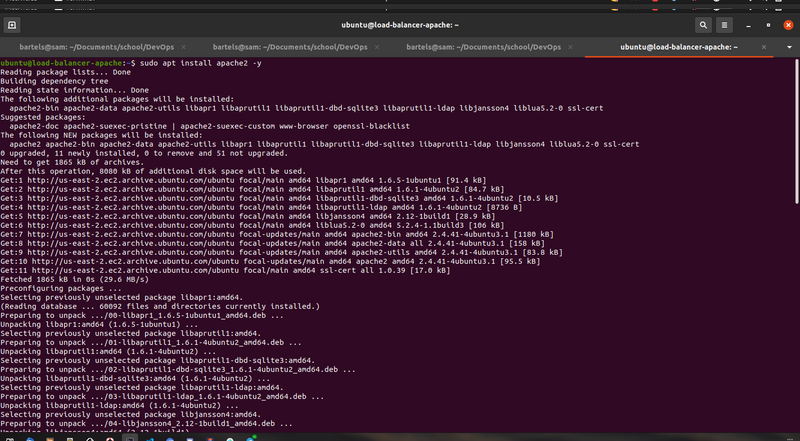 ubuntu@load-balancer-apache: ~
bartels@sam: ~/Documents/school/DevOps
bartels@sam: ~/Documents/school/DevOps
bartels@sam: ~/Documents/school/DevOps
ubuntu@load-balancer-apache: ~
ubuntu@load-balancer-apache:~$ sudo apt install apache2 -y
Reading package lists... Done
Building dependency tree
Reading state information... Done
The following additional packages will be installed:
apache2-bin apache2-data apache2-utils libapr1 libaprutil1 libaprutil1-dbd-sqlite3 libaprutil1-ldap libjansson4 liblua5.2-0 ssl-cert
Suggested packages:
apache2-doc apache2-suexec-pristine | apache2-suexec-custom www-browser openssl-blacklist
The following NEW packages will be installed:
apache2 apache2-bin apache2-data apache2-utils libapr1 libaprutil1 libaprutil1-dbd-sqlite3 libaprutil1-ldap libjansson4 liblua5.2-0 ssl-cert
0 upgraded, 11 newly installed, 0 to remove and 51 not upgraded.
Need to get 1865 kB of archives.
After this operation, 8080 kB of additional disk space will be used.
Get:1 http://us-east-2.ec2.archive.ubuntu.com/ubuntu focal/main amd64 libapr1 amd64 1.6.5-1ubuntu1 [91.4 kB]
Get:2 http://us-east-2.ec2.archive.ubuntu.com/ubuntu focal/main amd64 libaprutil1 amd64 1.6.1-4ubuntu2 [84.7 kB]
Get:3 http://us-east-2.ec2.archive.ubuntu.com/ubuntu focal/main amd64 libaprutil1-dbd-sqlite3 amd64 1.6.1-4ubuntu2 [10.5 kB]
Get:4 http://us-east-2.ec2.archive.ubuntu.com/ubuntu focal/main amd64 libaprutil1-ldap amd64 1.6.1-4ubuntu2 [8736 B]
Get:5 http://us-east-2.ec2.archive.ubuntu.com/ubuntu focal/main amd64 libjansson4 amd64 2.12-1build1 [28.9 kB]
Get:6 http://us-east-2.ec2.archive.ubuntu.com/ubuntu focal/main amd64 liblua5.2-0 amd64 5.2.4-1.1build3 [106 kB]
Get:7 http://us-east-2.ec2.archive.ubuntu.com/ubuntu focal-updates/main amd64 apache2-bin amd64 2.4.41-4ubuntu3.1 [1180 kB]
Get:8 http://us-east-2.ec2.archive.ubuntu.com/ubuntu focal-updates/main amd64 apache2-data all 2.4.41-4ubuntu3.1 [158 kB]
Get:9 http://us-east-2.ec2.archive.ubuntu.com/ubuntu focal-updates/main amd64 apache2-utils amd64 2.4.41-4ubuntu3.1 [83.8 kB]
Get:10 http://us-east-2.ec2.archive.ubuntu.com/ubuntu focal-updates/main amd64 apache2 amd64 2.4.41-4ubuntu3.1 [95.5 kB]
Get:11 http://us-east-2.ec2.archive.ubuntu.com/ubuntu focal/main amd64 ssl-cert all 1.0.39 [17.0 kB]
Fetched 1865 kB in 0s (29.6 MB/s)
Preconfiguring packages ...
Selecting previously unselected package libapr1:amd64.
(Reading database ... 60092 files and directories currently installed.)
Preparing to unpack .../00-libapr1_1.6.5-1ubuntu1_amd64.deb ...
Unpacking libapr1:amd64 (1.6.5-1ubuntu1) ...
Selecting previously unselected package libaprutil1:amd64.
Preparing to unpack .../01-libaprutil1_1.6.1-4ubuntu2_amd64.deb ...
Unpacking libaprutil1:amd64 (1.6.1-4ubuntu2) ...
Selecting previously unselected package libaprutil1-dbd-sqlite3:amd64.
Preparing to unpack .../02-libaprutil1-dbd-sqlite3_1.6.1-4ubuntu2_amd64.deb ...
Unpacking libaprutil1-dbd-sqlite3:amd64 (1.6.1-4ubuntu2) ...
Selecting previously unselected package libaprutil1-ldap:amd64.
Preparing to unpack .../03-libaprutil1-ldap_1.6.1-4ubuntu2_amd64.deb ...
Unpacking libaprutil1-ldap:amd64 (1.6.1-4ubuntu2) ...
Selecting previously unselected package libjansson4:amd64.
Preparing to unpack .../04-libjansson4_2.12-1build1_amd64.deb ...